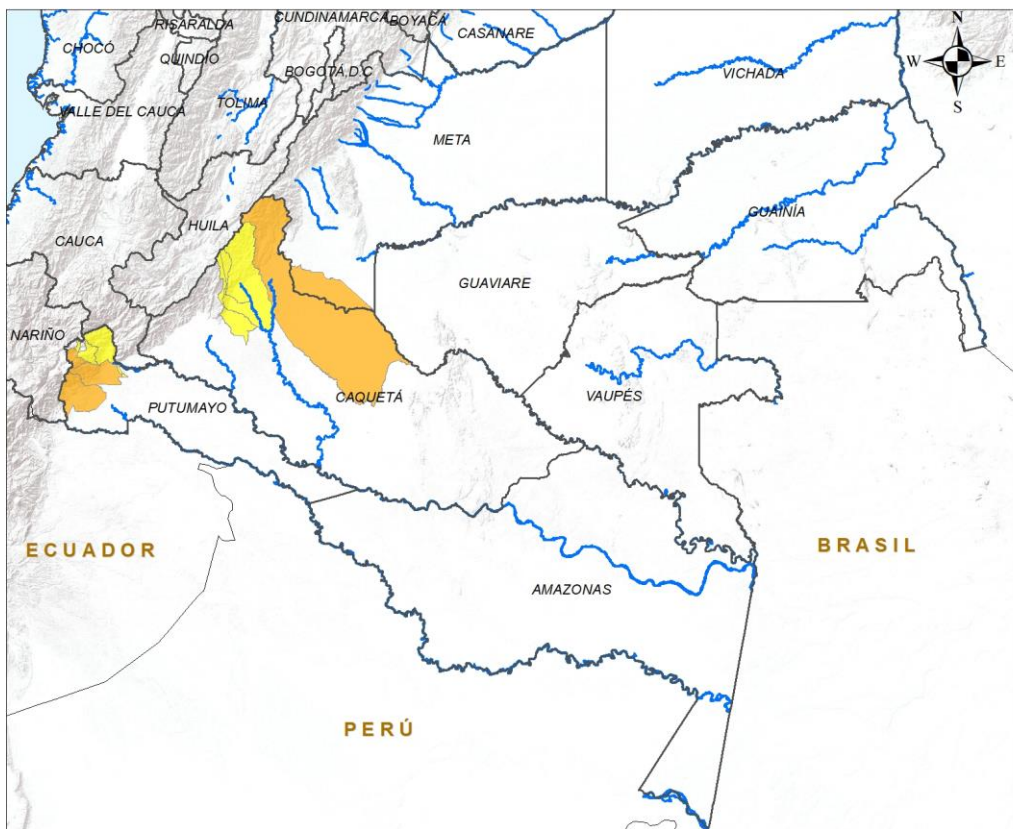 CUNDINAMARCA
BOYACÁ
RISARALDA
CASANARE
N
CHOCÓ
QUINDÍO
BOGOTÁ.D.C
W
E
VICHADA
TOLIMA
S
VALLE DEL CAUCA
META
GUAINÍA
HUILA
CAUCA
GUAVIARE
NARIÑO
CAQUETÁ
VAUPÉS
PUTUMAYO
ECUADOR
BRASIL
AMAZONAS
PERÚ